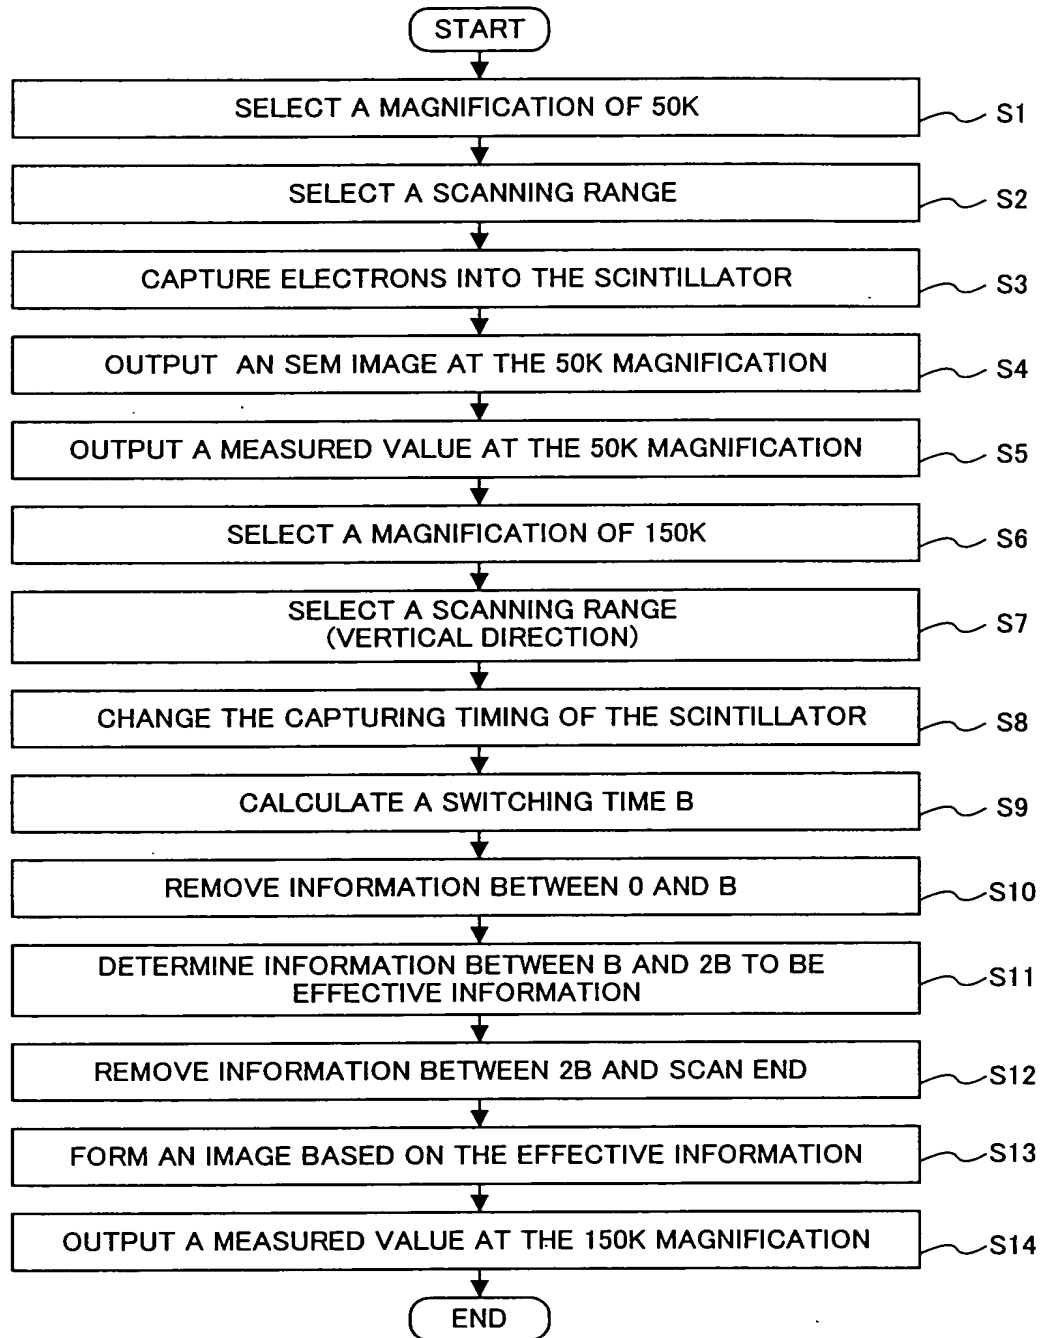 START
SELECT A MAGNIFICATION OF 50K
S1
SELECT A SCANNING RANGE
S2
CAPTURE ELECTRONS INTO THE SCINTILLATOR
S3
OUTPUT AN SEM IMAGE AT THE 50K MAGNIFICATION
S4
OUTPUT A MEASURED VALUE AT THE 50K MAGNIFICATION
S5
SELECT A MAGNIFICATION OF 150K
S6
SELECT A SCANNING RANGE
(VERTICAL DIRECTION)
S7
CHANGE THE CAPTURING TIMING OF THE SCINTILLATOR
S8
CALCULATE A SWITCHING TIME B
S9
REMOVE INFORMATION BETWEEN 0 AND B
S10
DETERMINE INFORMATION BETWEEN B AND 2B TO BE
EFFECTIVE INFORMATION
S11
REMOVE INFORMATION BETWEEN 2B AND SCAN END
S12
FORM AN IMAGE BASED ON THE EFFECTIVE INFORMATION
S13
OUTPUT A MEASURED VALUE AT THE 150K MAGNIFICATION
S14
END